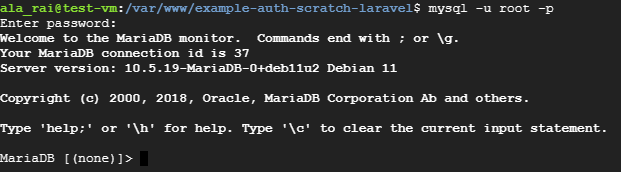 ala_rai@test-vm:/var/www/example-auth-scratch-laravel$ mysql -u root -p
Enter password:
Welcome to the MariaDB monitor.  Commands end with ; or \g.
Your MariaDB connection id is 37
Server version: 10.5.19-MariaDB-0+deb11u2 Debian 11
Copyright (c) 2000, 2018, Oracle, MariaDB Corporation Ab and others.
Type 'help;' or '\h' for help. Type '\c' to clear the current input statement.
MariaDB [(none)]>